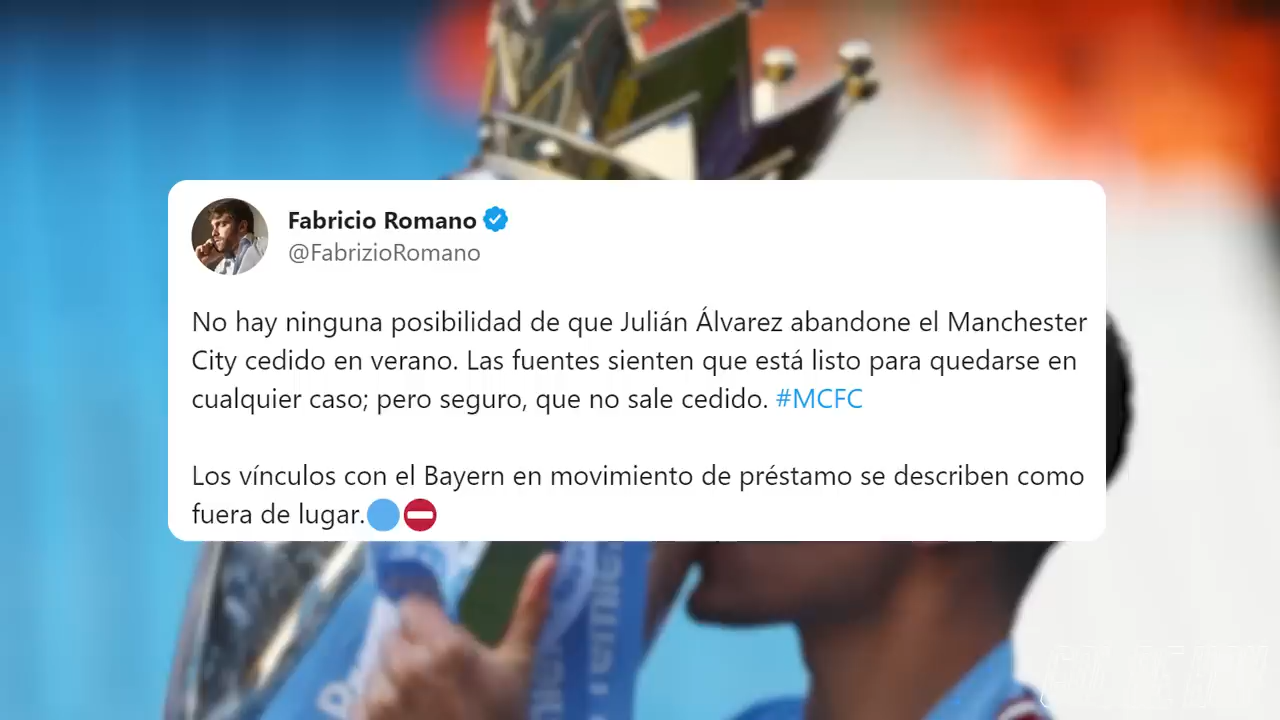 Fabricio Romano
@FabrizioRomano
No hay ninguna posibilidad de que Julián Álvarez abandone el Manchester
City cedido en verano. Las fuentes sienten que está listo para quedarse en
cualquier caso; pero seguro, que no sale cedido. #MCFC
Los vínculos con el Bayern en movimiento de préstamo se describen como
fuera de lugar.